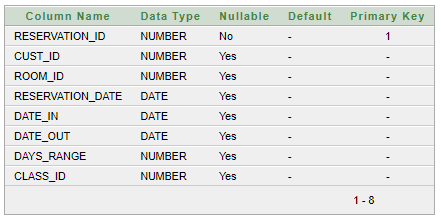 Column Name Data Type Nullable Default Primary Key
RESERVATION_ID NUMBER No - 1
CUST_ID NUMBER Yes - -
ROOM_ID NUMBER Yes - -
RESERVATION_DATE DATE Yes - -
DATE_IN DATE Yes - -
DATE_OUT DATE Yes - -
DAYS_RANGE NUMBER Yes - -
CLASS_ID NUMBER Yes - -
1 - 8